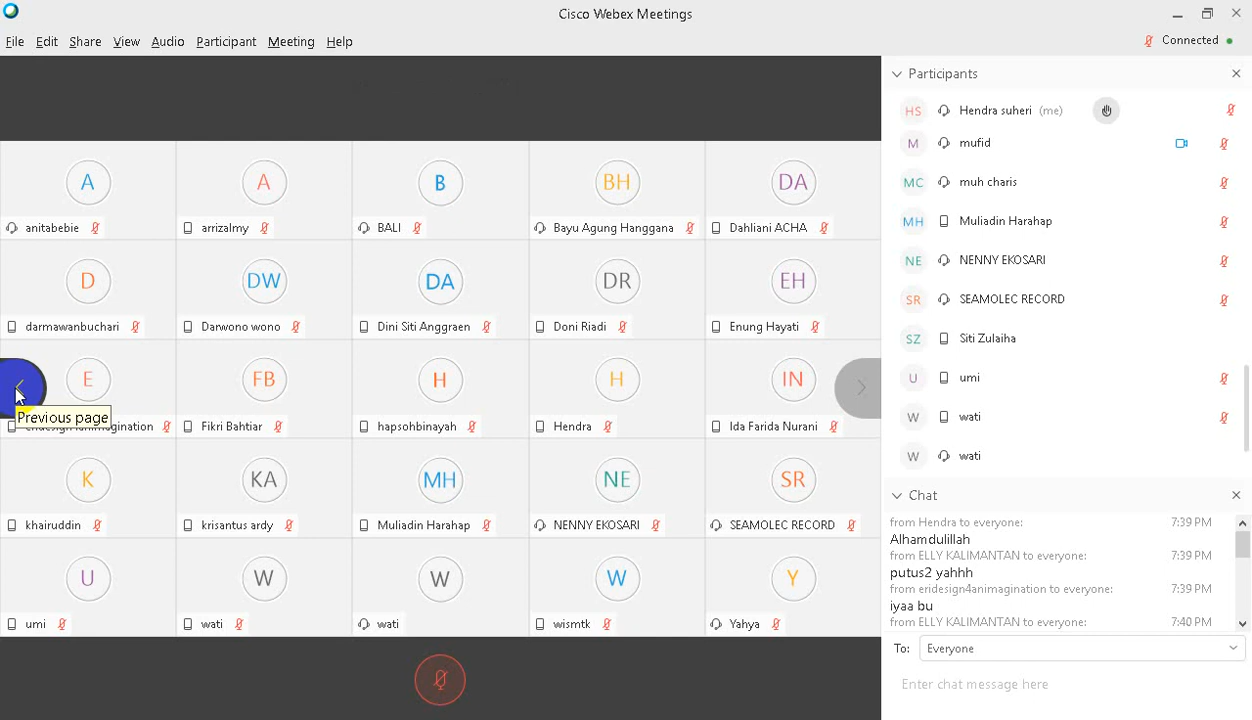 Cisco Webex Meetings
File Edit Share View Audio Participant Meeting Help
Connected
A A B BH DA
anitabebie arrizalmy BALI Bayu Agung Hanggana Dahliani ACHA
D DW DA DR EH
darmawanbuchari Darwono wono Dini Siti Anggraen Doni Riadi Enung Hayati
E FB H H IN
Previous page
Fikri Bahtiar hapsohbinayah Hendra Ida Farida Nurani
K KA MH NE SR
khairuddin krisantus ardy Muliadin Harahap NENNY EKOSARI SEAMOLEC RECORD
U W W W Y
umi wati wati wismtk Yahya
Participants
HS Hendra suheri (me)
M mufid
MC muh charis
MH Muliadin Harahap
NE NENNY EKOSARI
SR SEAMOLEC RECORD
SZ Siti Zulaiha
U umi
W wati
W wati
Chat
from Hendra to everyone: 7:39 PM
Alhamdulillah
from ELLY KALIMANTAN to everyone: 7:39 PM
putus2 yahhh
from eridesign4animagination to everyone: 7:39 PM
iyaa bu
from ELLY KALIMANTAN to everyone: 7:40 PM
To: Everyone
Enter chat message here